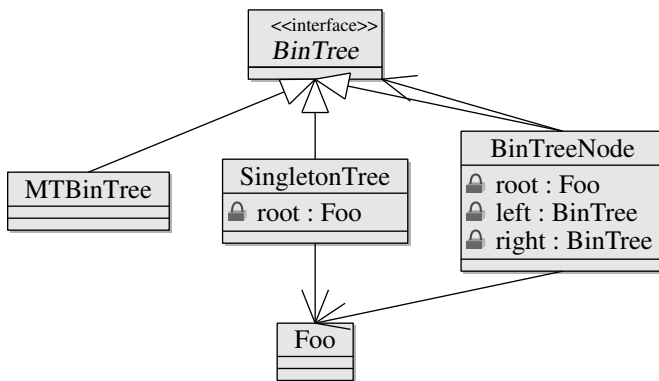 <<interface>>
BinTree
MTBinTree
SingletonTree
root : Foo
BinTreeNode
root : Foo
left : BinTree
right : BinTree
Foo